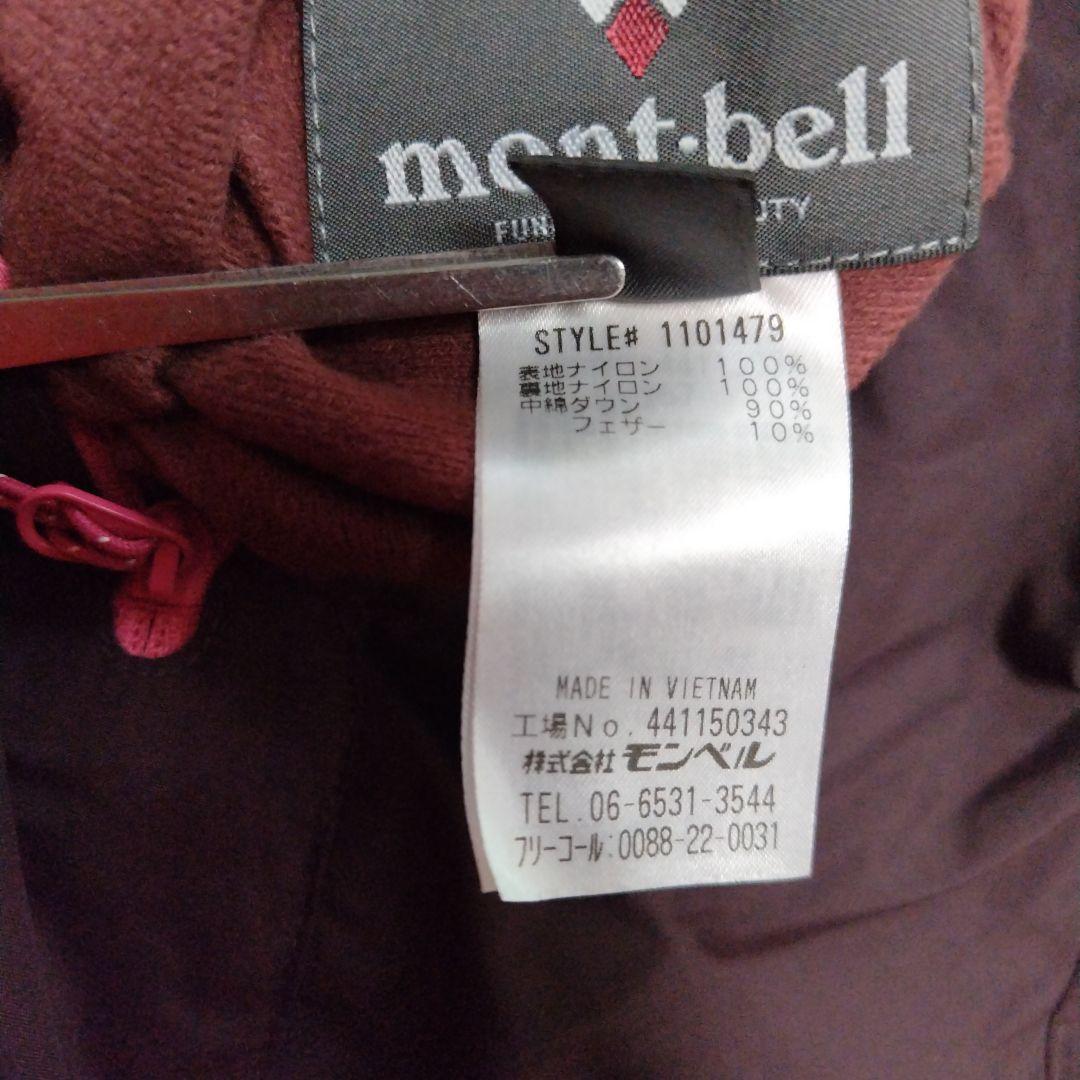 mont-bell
STYLE# 1101479
表地ナイロン 100%
裏地ナイロン 100%
中綿ダウン 90%
フェザー 10%
MADE IN VIETNAM
工場No. 441150343
株式会社 モンベル
TEL. 06-6531-3544
フリーコール:0088-22-0031